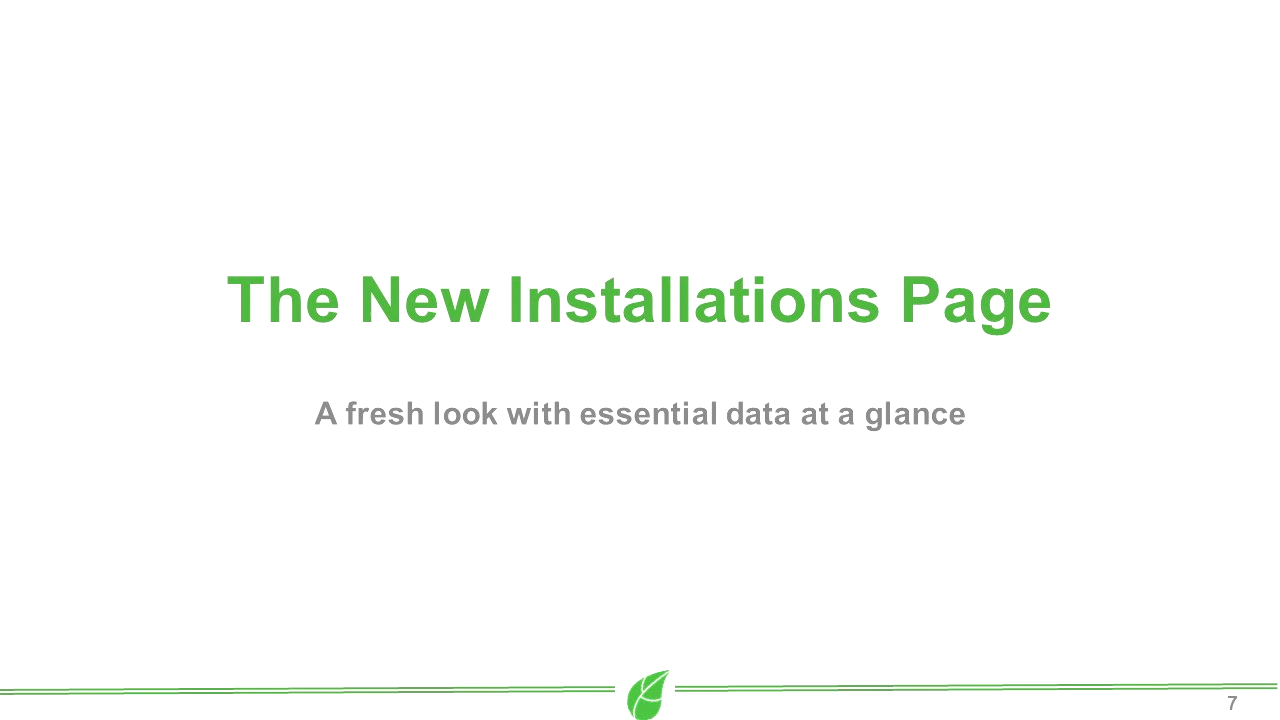 The New Installations Page
A fresh look with essential data at a glance
7